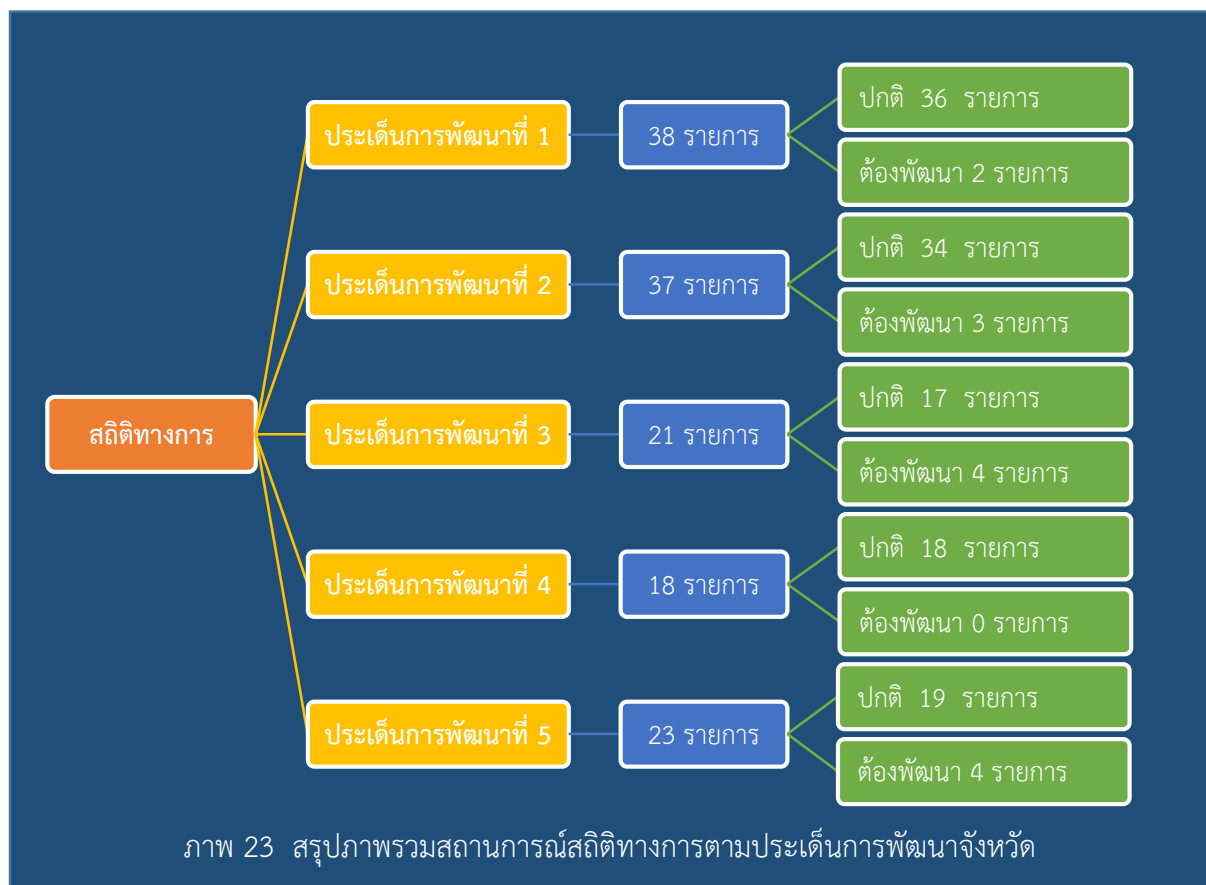 สถิติทางการ
ประเด็นการพัฒนาที่ 1
38 รายการ
ปกติ 36 รายการ
ต้องพัฒนา 2 รายการ
ประเด็นการพัฒนาที่ 2
37 รายการ
ปกติ 34 รายการ
ต้องพัฒนา 3 รายการ
ประเด็นการพัฒนาที่ 3
21 รายการ
ปกติ 17 รายการ
ต้องพัฒนา 4 รายการ
ประเด็นการพัฒนาที่ 4
18 รายการ
ปกติ 18 รายการ
ต้องพัฒนา 0 รายการ
ประเด็นการพัฒนาที่ 5
23 รายการ
ปกติ 19 รายการ
ต้องพัฒนา 4 รายการ
ภาพ 23 สรุปภาพรวมสถานการณ์สถิติทางการตามประเด็นการพัฒนาจังหวัด